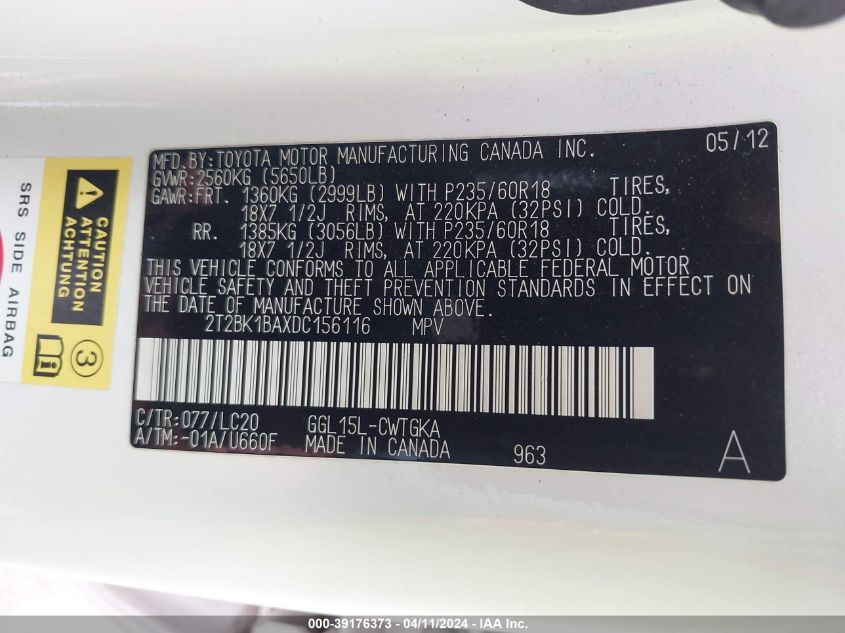 MFD. BY: TOYOTA MOTOR MANUFACTURING CANADA INC. 05/12
GVWR: 2560KG (5650LB)
GAWR: FRT. 1360KG (2999LB) WITH P235/60R18 TIRES,
18X7 1/2J RIMS, AT 220KPA (32PSI) COLD.
RR. 1385KG (3056LB) WITH P235/60R18 TIRES,
18X7 1/2J RIMS, AT 220KPA (32PSI) COLD.
THIS VEHICLE CONFORMS TO ALL APPLICABLE FEDERAL MOTOR
VEHICLE SAFETY AND THEFT PREVENTION STANDARDS IN EFFECT ON
THE DATE OF MANUFACTURE SHOWN ABOVE.
2T2BK1BAXDC156116 MPV
C/TR: 077/LC20 GGL15L-CWTGKA
A/TM: -01A/U660F MADE IN CANADA 963 A
SRS SIDE AIRBAG
CAUTION
ATTENTION
ACHTUNG
3
000-39176373 - 04/11/2024 - IAA Inc.